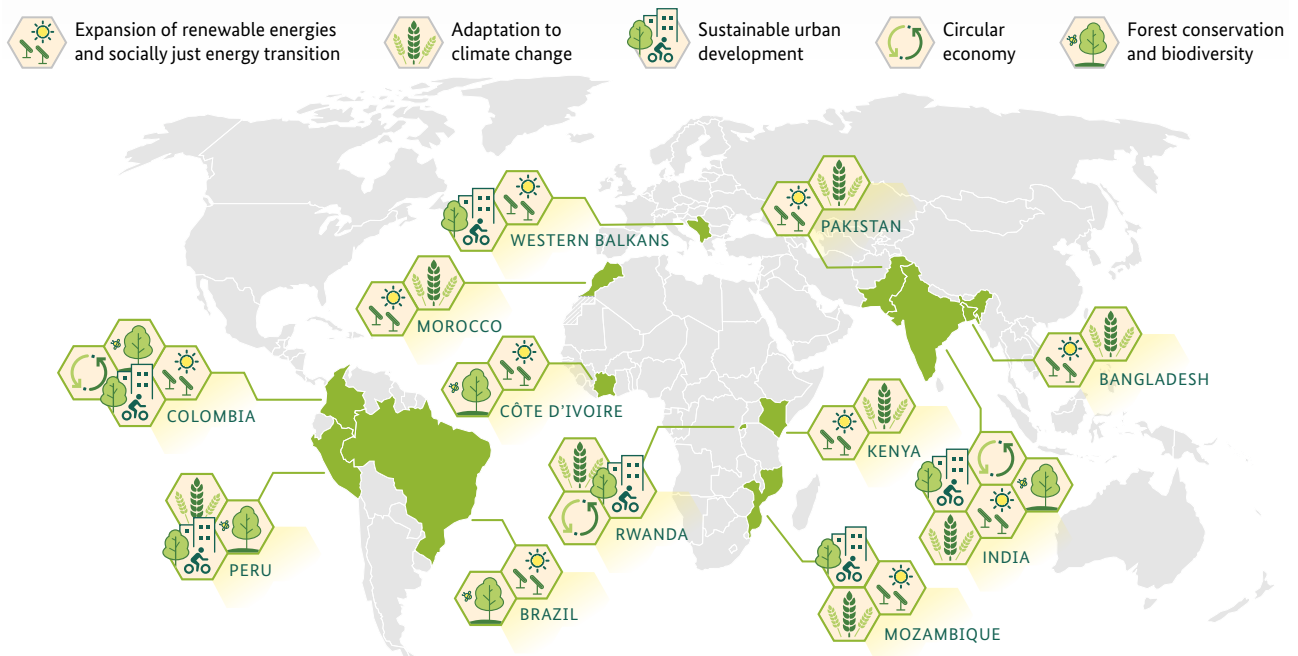 Expansion of renewable energies
and socially just energy transition
Adaptation to
climate change
Sustainable urban
development
Circular
economy
Forest conservation
and biodiversity
WESTERN BALKANS
PAKISTAN
MOROCCO
BANGLADESH
COLOMBIA
CÔTE D'IVOIRE
KENYA
RWANDA
INDIA
PERU
BRAZIL
MOZAMBIQUE